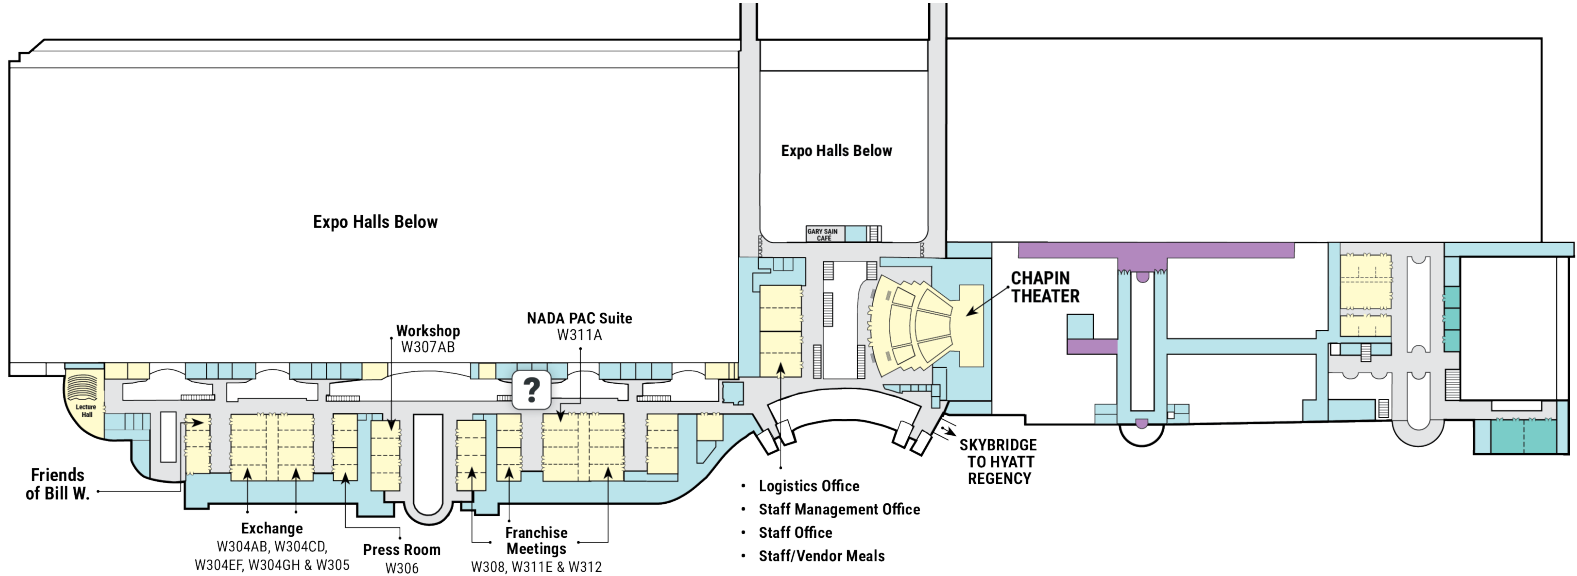 Expo Halls Below
GARY SAIN
CAFÉ
Expo Halls Below
CHAPIN
THEATER
NADA PAC Suite
W311A
Workshop
W307AB
?
Lecture
Hall
SKYBRIDGE
TO HYATT
REGENCY
Friends
of Bill W.
Exchange
W304AB, W304CD,
W304EF, W304GH & W305
Press Room
W306
Franchise
Meetings
W308, W311E & W312
• Logistics Office
• Staff Management Office
• Staff Office
• Staff/Vendor Meals